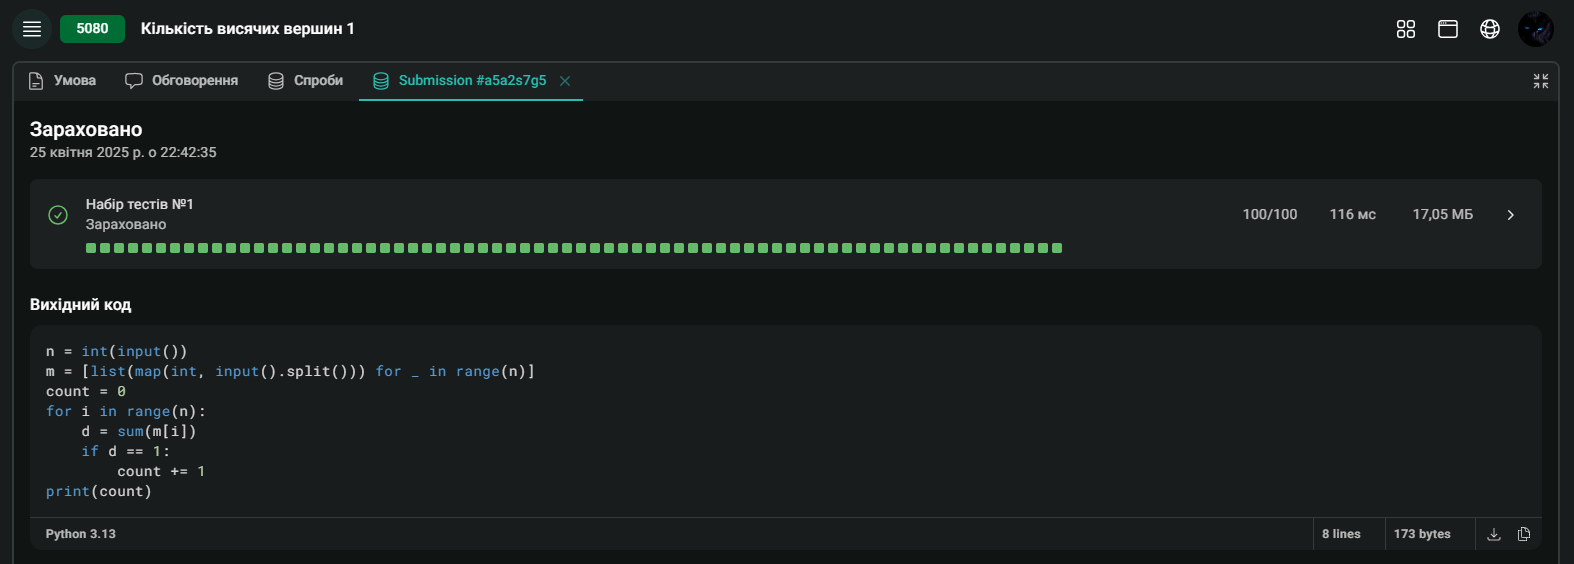 5080 Кількість висячих вершин 1
Умова Обговорення Спроби Submission #a5a2s7g5
Зараховано
25 квітня 2025 р. о 22:42:35
Набір тестів №1
Зараховано
100/100 116 мс 17,05 МБ
Вихідний код
n = int(input())
m = [list(map(int, input().split())) for _ in range(n)]
count = 0
for i in range(n):
    d = sum(m[i])
    if d == 1:
        count += 1
print(count)
Python 3.13 8 lines 173 bytes